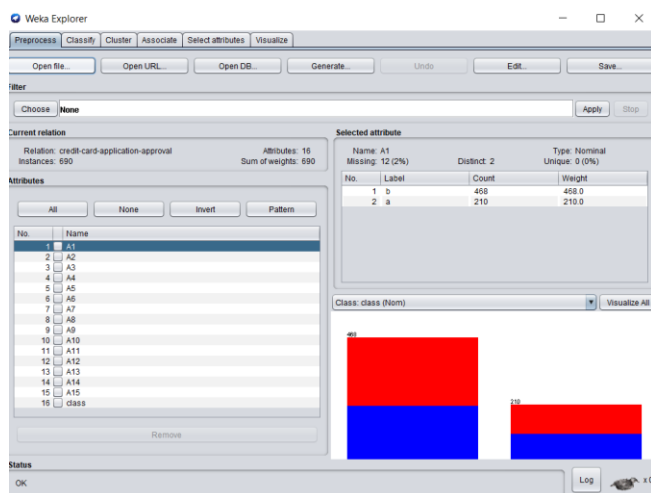 Weka Explorer
Preprocess Classify Cluster Associate Select attributes Visualize
Open file... Open URL... Open DB... Generate... Undo Edit... Save...
Filter
Choose None Apply Stop
Current relation
Relation: credit-card-application-approval Attributes: 16
Instances: 690 Sum of weights: 690
Attributes
All None Invert Pattern
No. Name
1 A1
2 A2
3 A3
4 A4
5 A5
6 A6
7 A7
8 A8
9 A9
10 A10
11 A11
12 A12
13 A13
14 A14
15 A15
16 class
Remove
Selected attribute
Name: A1 Type: Nominal
Missing: 12 (2%) Distinct: 2 Unique: 0 (0%)
No. Label Count Weight
1 b 468 468.0
2 a 210 210.0
Class: class (Nom) Visualize All
468
210
Status
OK Log x 0